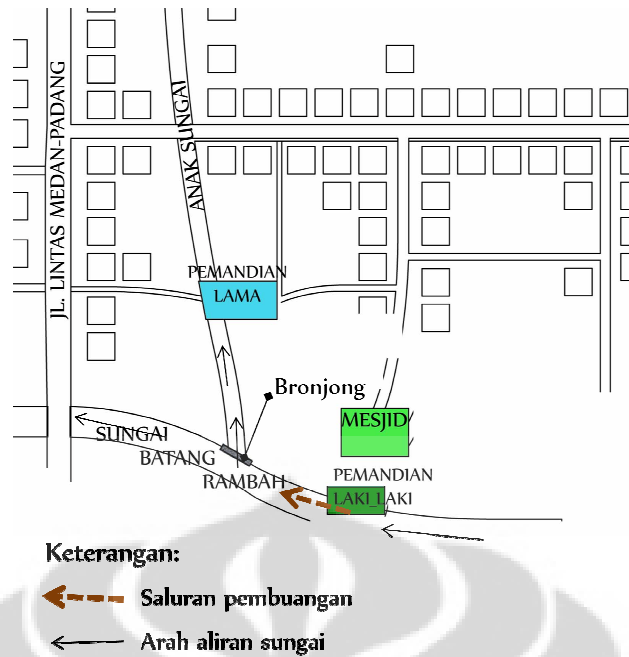 JL. LINTAS MEDAN-PADANG
ANAK SUNGAI
PEMANDIAN
LAMA
Bronjong
MESJID
SUNGAI
BATANG
RAMBAH
PEMANDIAN
LAKI_LAKI
Keterangan:
Saluran pembuangan
Arah aliran sungai